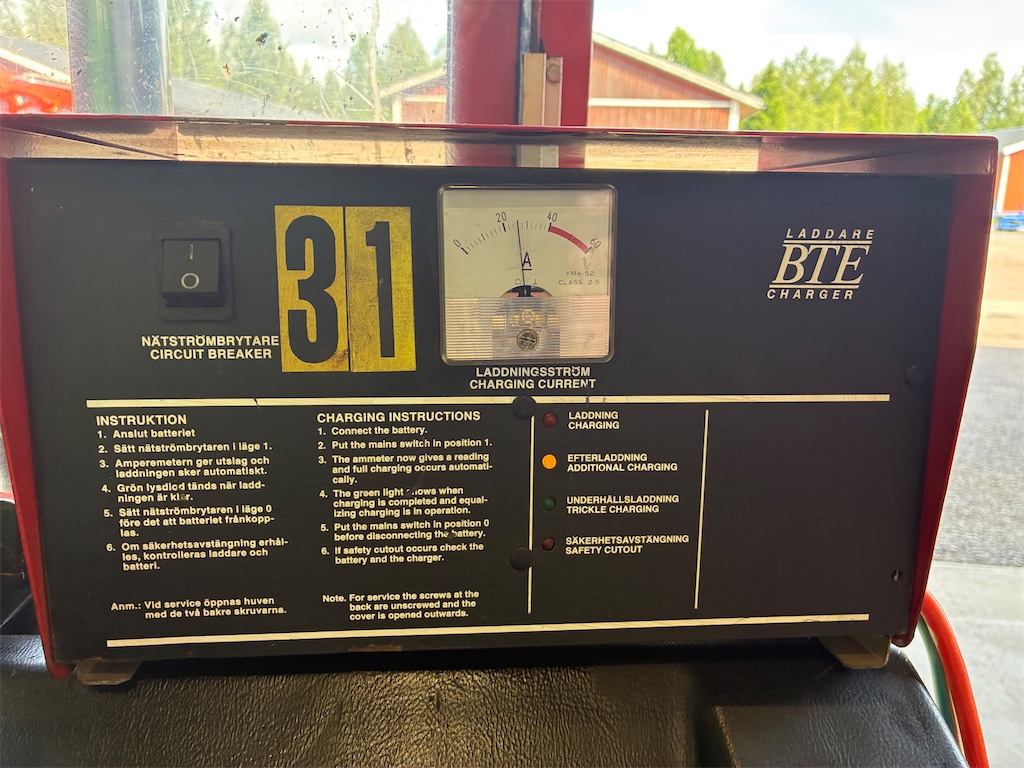 31
0 20 40 60
A
YMK-52
CLASS 2.5
LADDARE
BTE
CHARGER
NÄTSTRÖMBRYTARE
CIRCUIT BREAKER
LADDNINGSSTRÖM
CHARGING CURRENT
INSTRUKTION
1. Anslut batteriet
2. Sätt nätströmbrytaren i läge 1.
3. Amperemetern ger utslag och
laddningen sker automatiskt.
4. Grön lysdiod tänds när ladd-
ningen är klar.
5. Sätt nätströmbrytaren i läge 0
före det att batteriet frånkopp-
las.
6. Om säkerhetsavstängning erhål-
les, kontrolleras laddare och
batteri.
Anm.: Vid service öppnas huven
med de två bakre skruvarna.
CHARGING INSTRUCTIONS
1. Connect the battery.
2. Put the mains switch in position 1.
3. The ammeter now gives a reading
and full charging occurs automati-
cally.
4. The green light shows when
charging is completed and equal-
izing charging is in operation.
5. Put the mains switch in position 0
before disconnecting the battery.
6. If safety cutout occurs check the
battery and the charger.
Note. For service the screws at the
back are unscrewed and the
cover is opened outwards.
LADDNING
CHARGING
EFTERLADDNING
ADDITIONAL CHARGING
UNDERHÅLLSLADDNING
TRICKLE CHARGING
SÄKERHETSAVSTÄNGNING
SAFETY CUTOUT